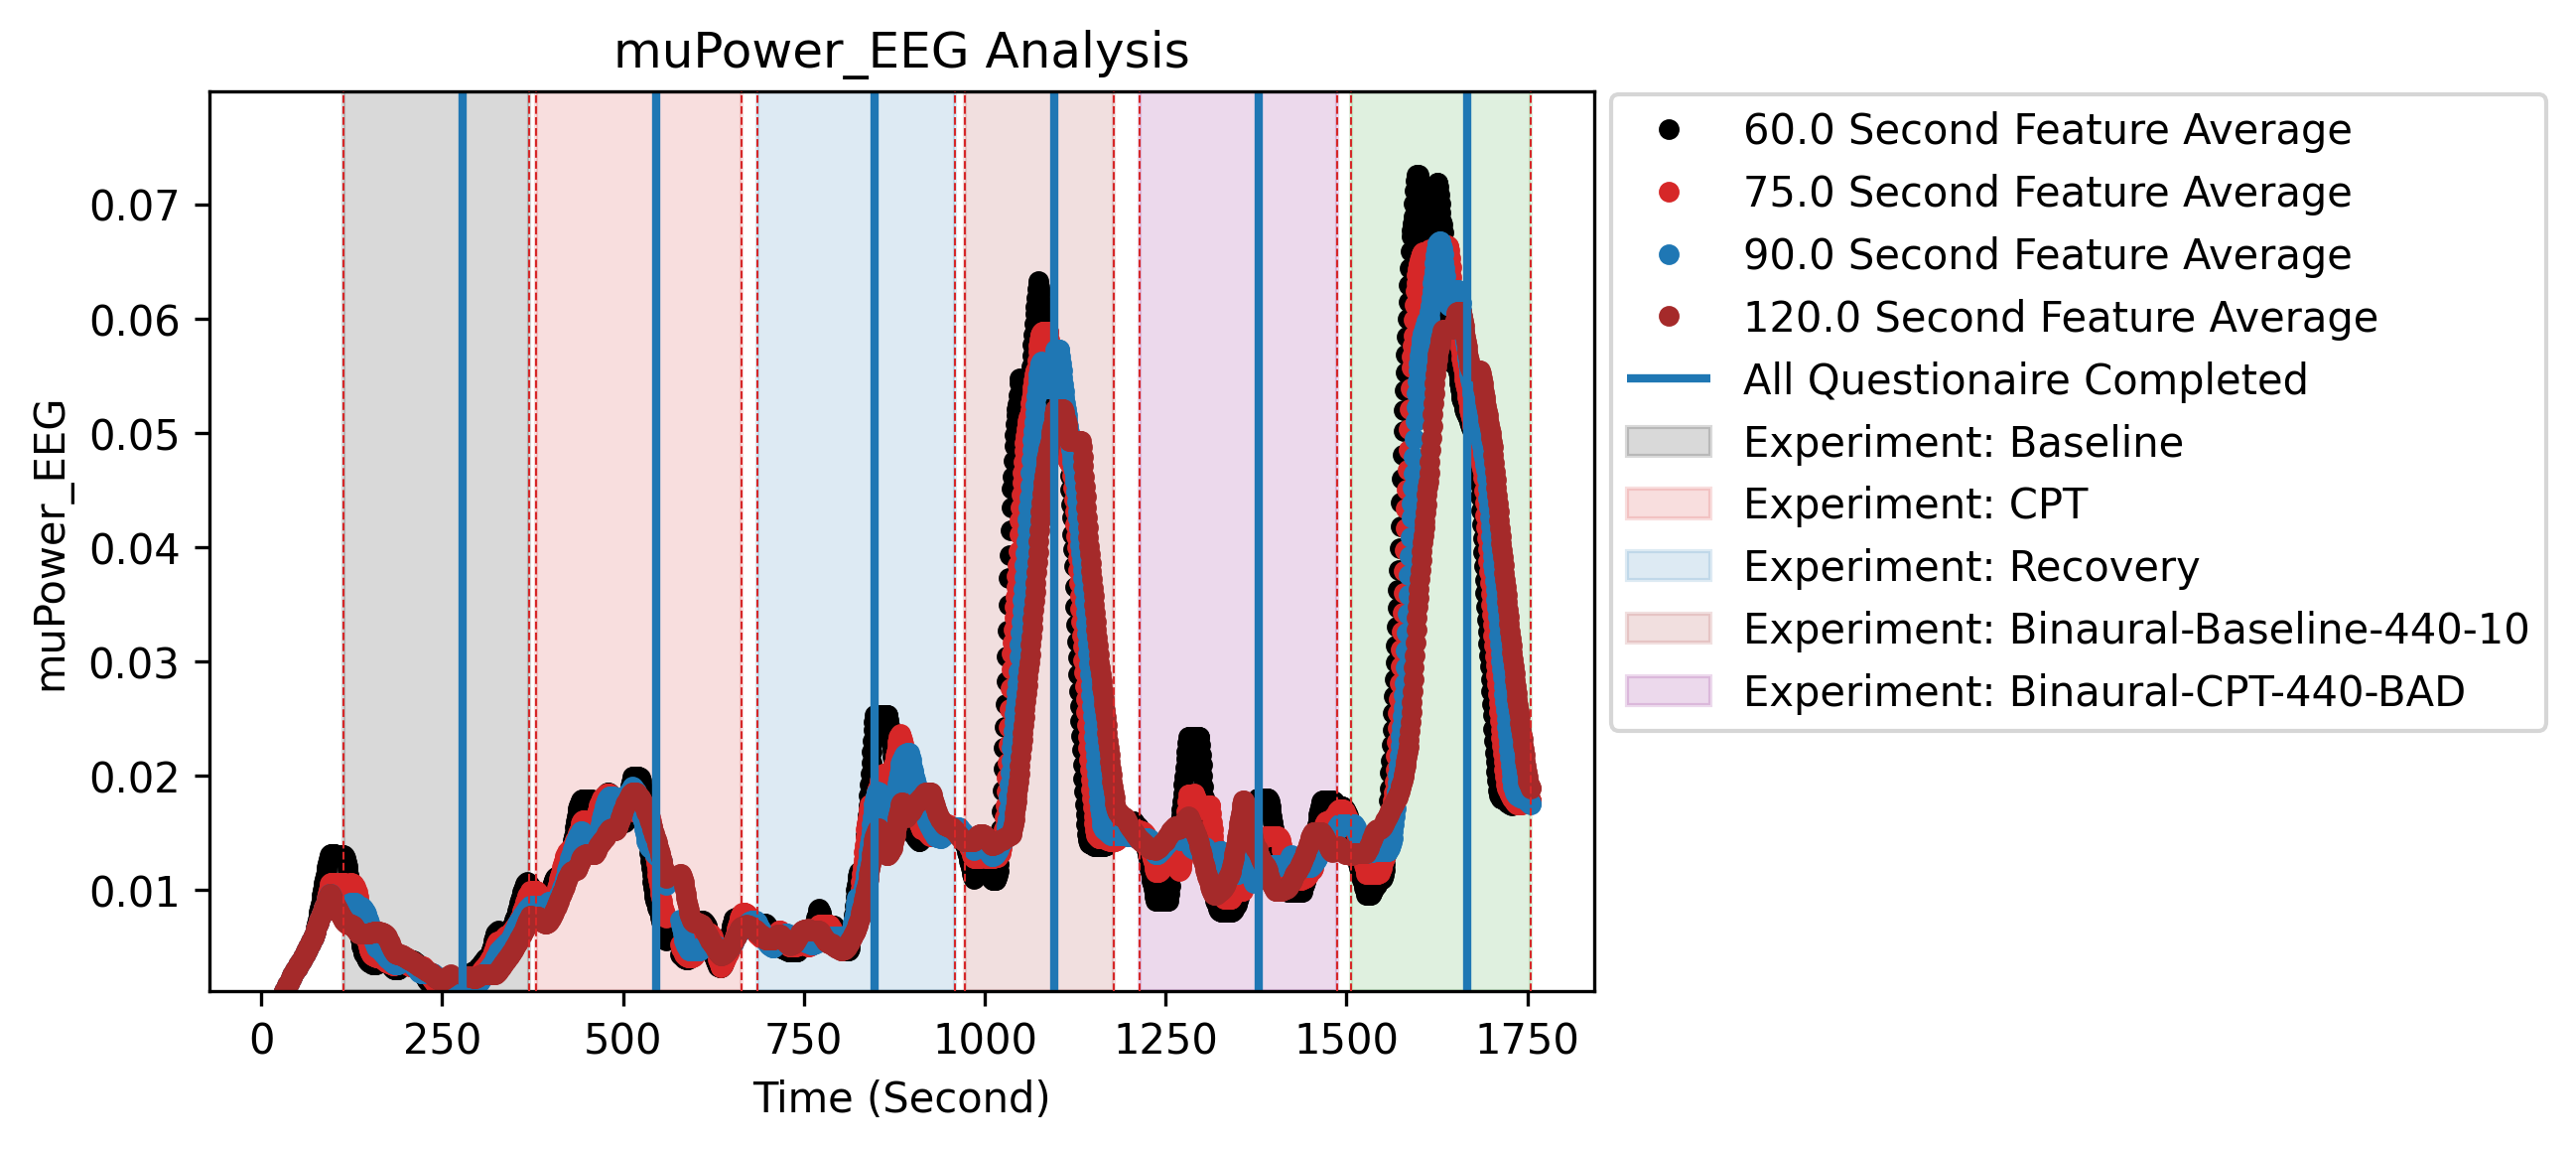 muPower_EEG Analysis
muPower_EEG
0.07
0.06
0.05
0.04
0.03
0.02
0.01
0 250 500 750 1000 1250 1500 1750
Time (Second)
60.0 Second Feature Average
75.0 Second Feature Average
90.0 Second Feature Average
120.0 Second Feature Average
All Questionaire Completed
Experiment: Baseline
Experiment: CPT
Experiment: Recovery
Experiment: Binaural-Baseline-440-10
Experiment: Binaural-CPT-440-BAD